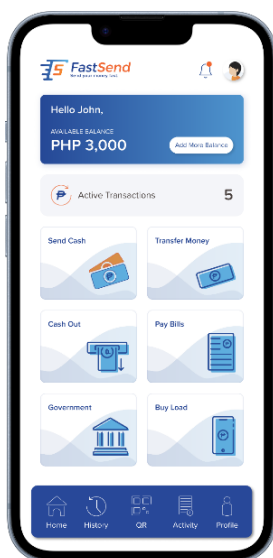 FastSend
Send your money fast
Hello John,
AVAILABLE BALANCE
PHP 3,000
Add More Balance
Active Transactions 5
Send Cash Transfer Money
Cash Out Pay Bills
Government Buy Load
Home History QR Activity Profile